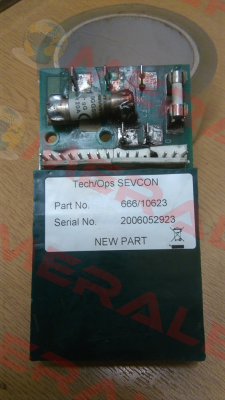 Tech/Ops SEVCON
Part No. 666/10623
Serial No. 2006052923
NEW PART